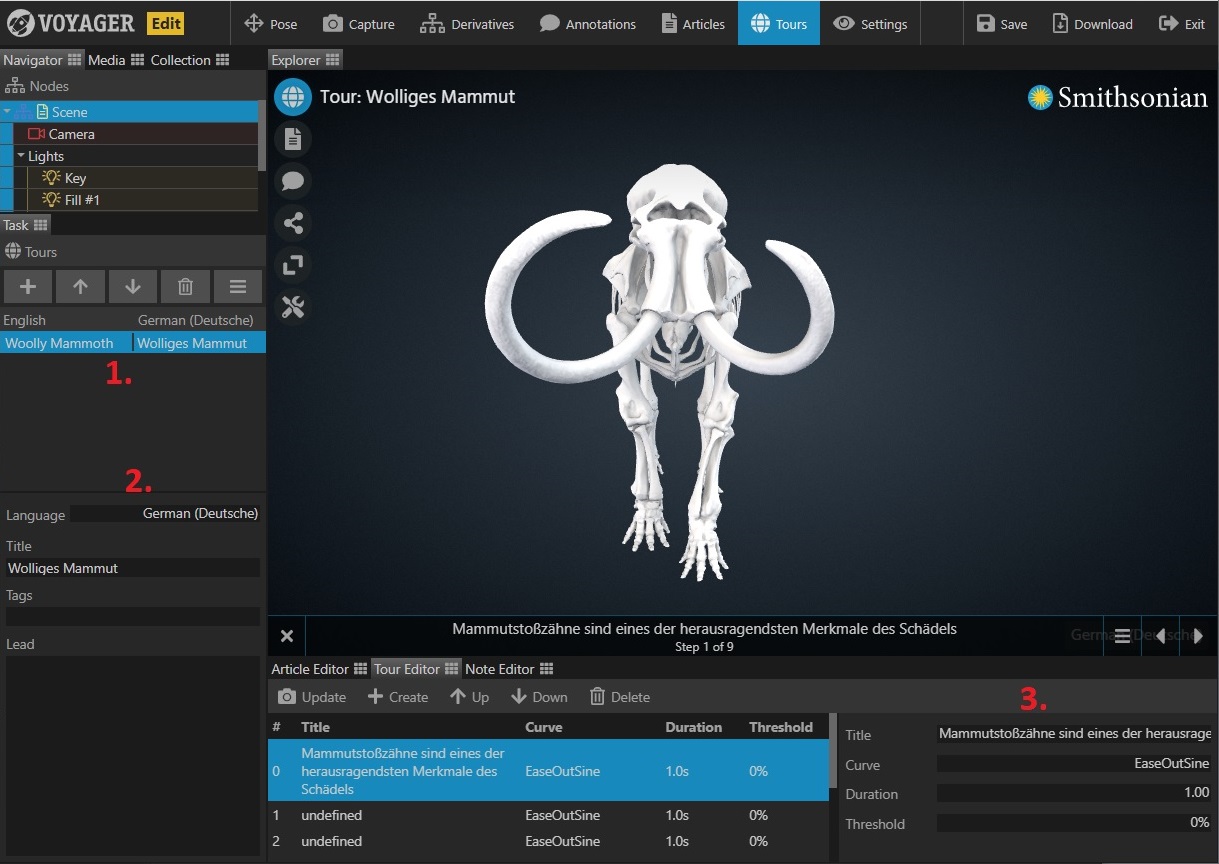 VOYAGER Edit Pose Capture Derivatives Annotations Articles Tours Settings Save Download Exit
Navigator Media Collection Explorer
Nodes
Scene
Camera
Lights
Key
Fill #1
Task
Tours
English German (Deutsche)
Woolly Mammoth Wolliges Mammut
1.
2.
Language German (Deutsche)
Title
Wolliges Mammut
Tags
Lead
Tour: Wolliges Mammut
Smithsonian
Mammutstoßzähne sind eines der herausragendsten Merkmale des Schädels
Step 1 of 9
German (Deutsche)
Article Editor Tour Editor Note Editor
Update Create Up Down Delete
# Title Curve Duration Threshold
0 Mammutstoßzähne sind eines der
herausragendsten Merkmale des
Schädels EaseOutSine 1.0s 0%
1 undefined EaseOutSine 1.0s 0%
2 undefined EaseOutSine 1.0s 0%
3.
Title Mammutstoßzähne sind eines der herausrage
Curve EaseOutSine
Duration 1.00
Threshold 0%